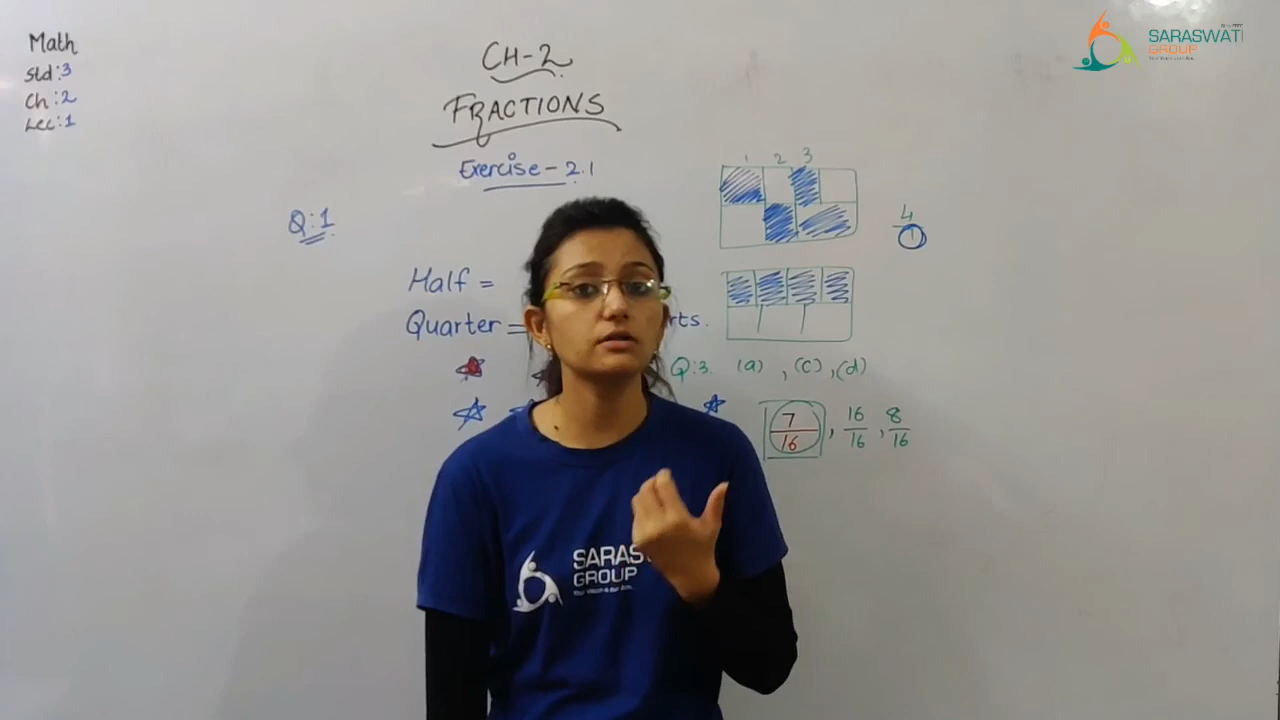 Math
Std:3
Ch:2
Lec:1
CH-2
FRACTIONS
Exercise-2.1
Q:1
1 2 3
4
Half =
Quarter = rts.
Q:3. (a), (c), (d)
7/16, 16/16, 8/16
SARASWATI
GROUP
SARAS
GROUP